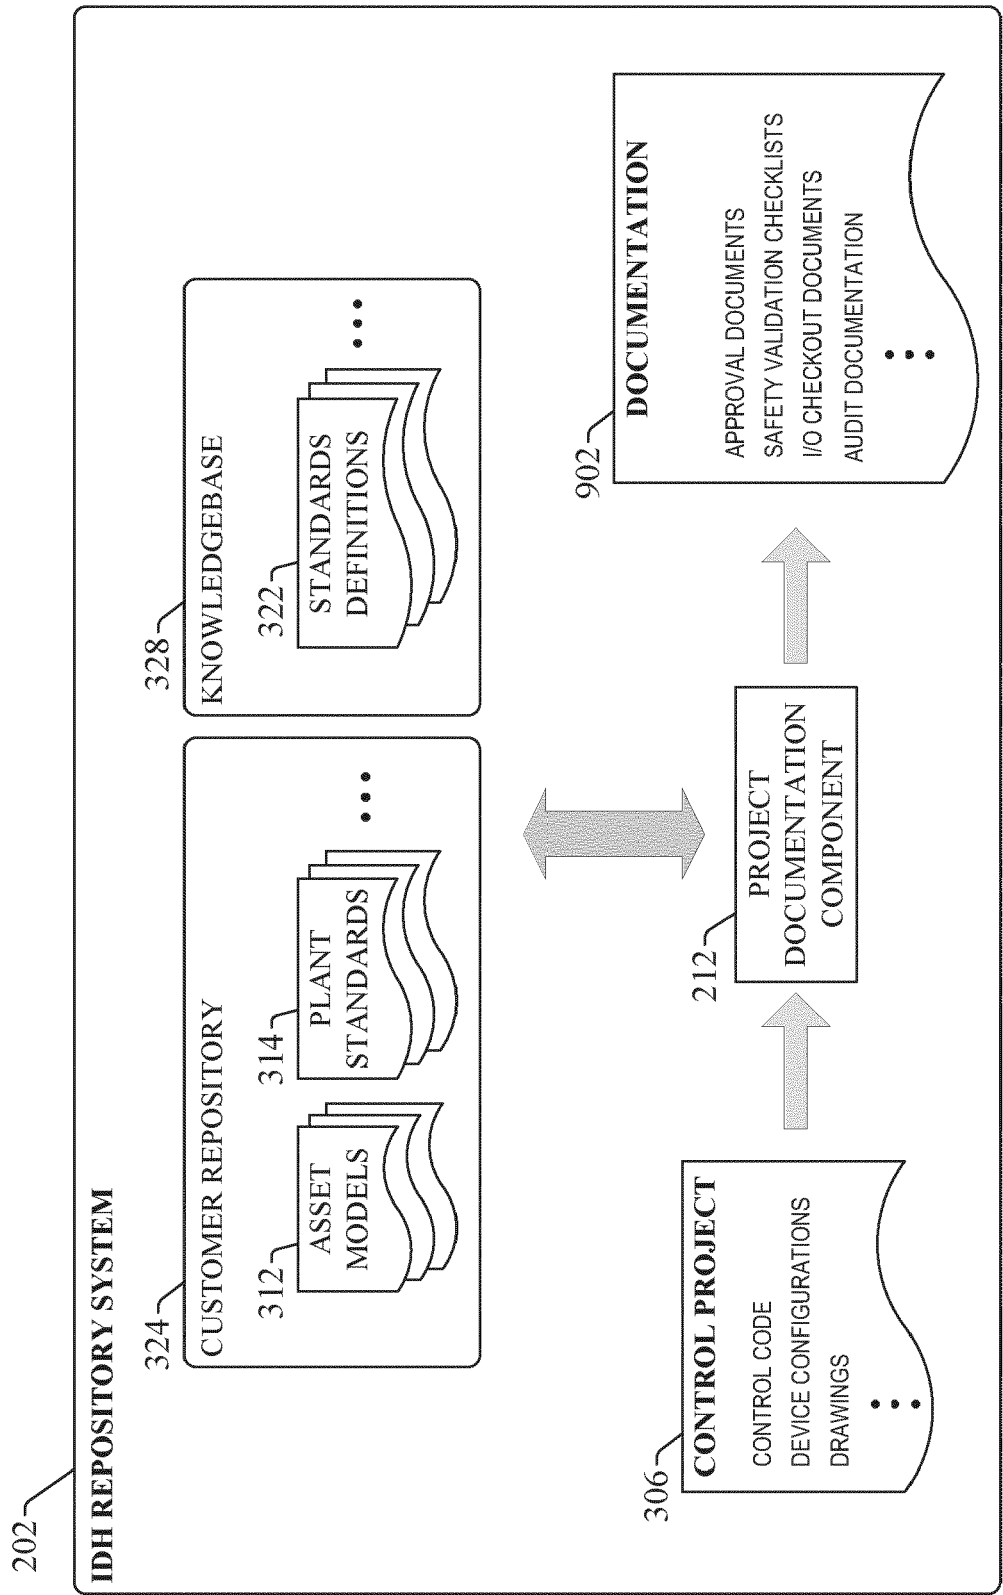 202
IDH REPOSITORY SYSTEM
324
CUSTOMER REPOSITORY
312
ASSET
MODELS
314
PLANT
STANDARDS
328
KNOWLEDGEBASE
322
STANDARDS
DEFINITIONS
306
CONTROL PROJECT
CONTROL CODE
DEVICE CONFIGURATIONS
DRAWINGS
212
PROJECT
DOCUMENTATION
COMPONENT
902
DOCUMENTATION
APPROVAL DOCUMENTS
SAFETY VALIDATION CHECKLISTS
I/O CHECKOUT DOCUMENTS
AUDIT DOCUMENTATION